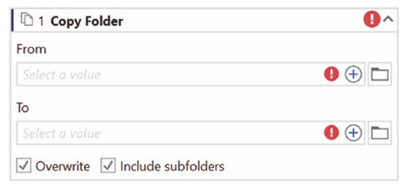 1 Copy Folder
From
Select a value
To
Select a value
Overwrite Include subfolders